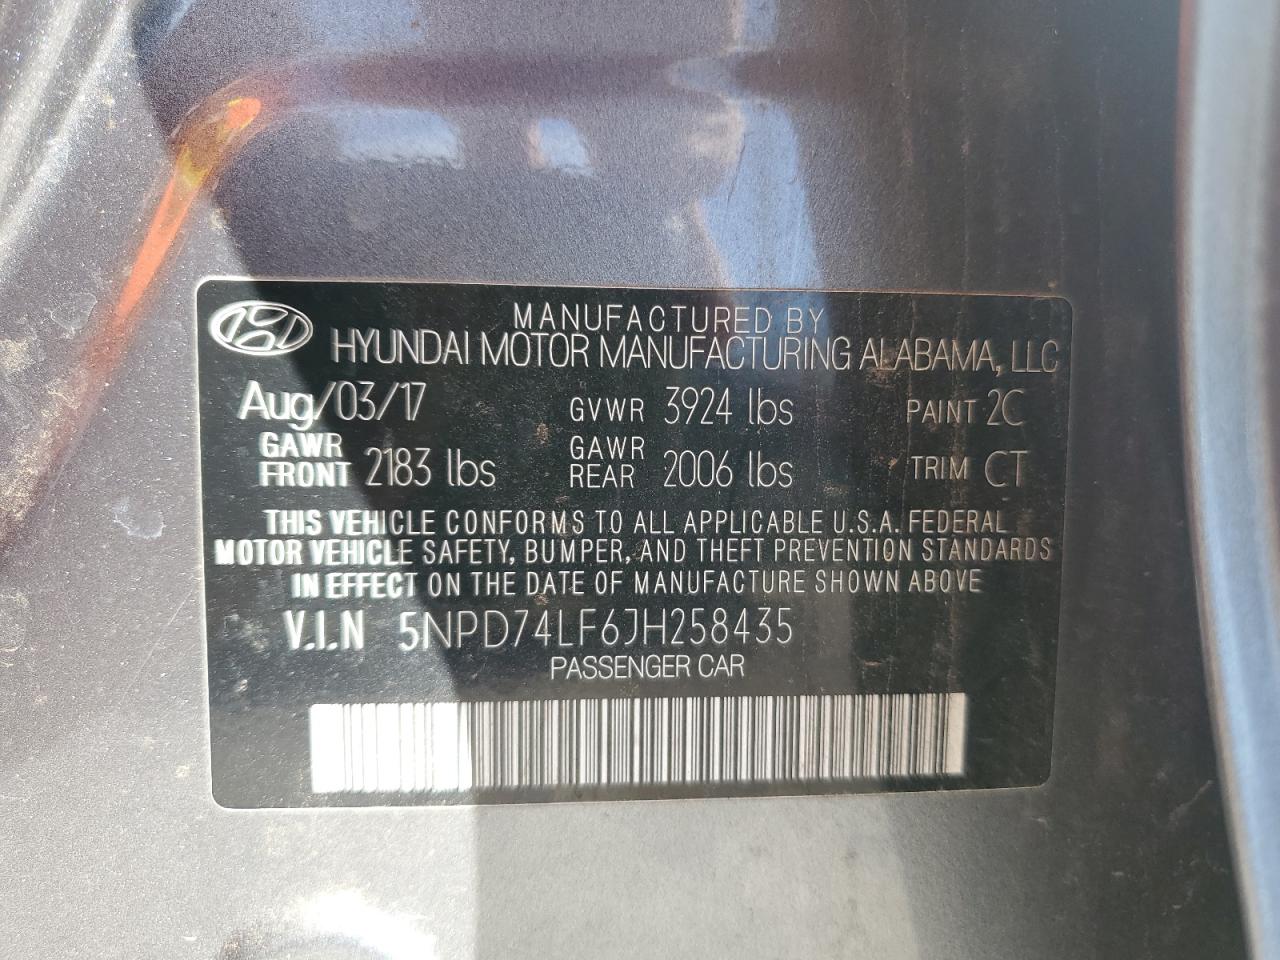 MANUFACTURED BY
HYUNDAI MOTOR MANUFACTURING ALABAMA, LLC
Aug/03/17 GVWR 3924 lbs PAINT 2C
GAWR FRONT 2183 lbs GAWR REAR 2006 lbs TRIM CT
THIS VEHICLE CONFORMS TO ALL APPLICABLE U.S.A. FEDERAL
MOTOR VEHICLE SAFETY, BUMPER, AND THEFT PREVENTION STANDARDS
IN EFFECT ON THE DATE OF MANUFACTURE SHOWN ABOVE
V.I.N 5NPD74LF6JH258435
PASSENGER CAR